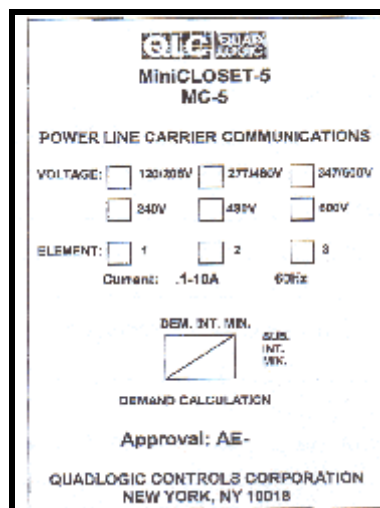 QLC QUADLOGIC
MiniCLOSET-5
MC-5
POWER LINE CARRIER COMMUNICATIONS
VOLTAGE: 120/208V 277/480V 347/600V
240V 480V 600V
ELEMENT: 1 2 3
Current: .1-10A 60Hz
DEM. INT. MIN.
SUB.
INT.
MIN.
DEMAND CALCULATION
Approval: AE-
QUADLOGIC CONTROLS CORPORATION
NEW YORK, NY 10018